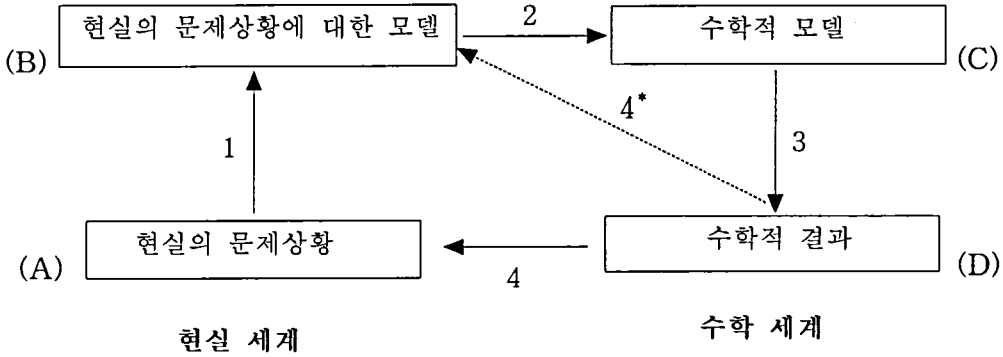 현실의 문제상황에 대한 모델
2
수학적 모델
(B)
(C)
4*
1
3
현실의 문제상황
수학적 결과
(A)
4
(D)
현실 세계
수학 세계